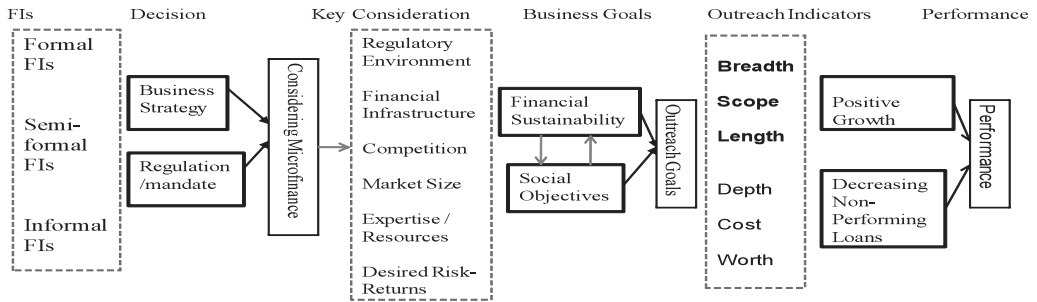 FIs
Decision
Key Consideration
Business Goals
Outreach Indicators
Performance
Formal
FIs
Semi-
formal
FIs
Informal
FIs
Business
Strategy
Regulation
/mandate
Considering Microfinance
Regulatory
Environment
Financial
Infrastructure
Competition
Market Size
Expertise /
Resources
Desired Risk-
Returns
Financial
Sustainability
Social
Objectives
Outreach Goals
Breadth
Scope
Length
Depth
Cost
Worth
Positive
Growth
Decreasing
Non-
Performing
Loans
Performance